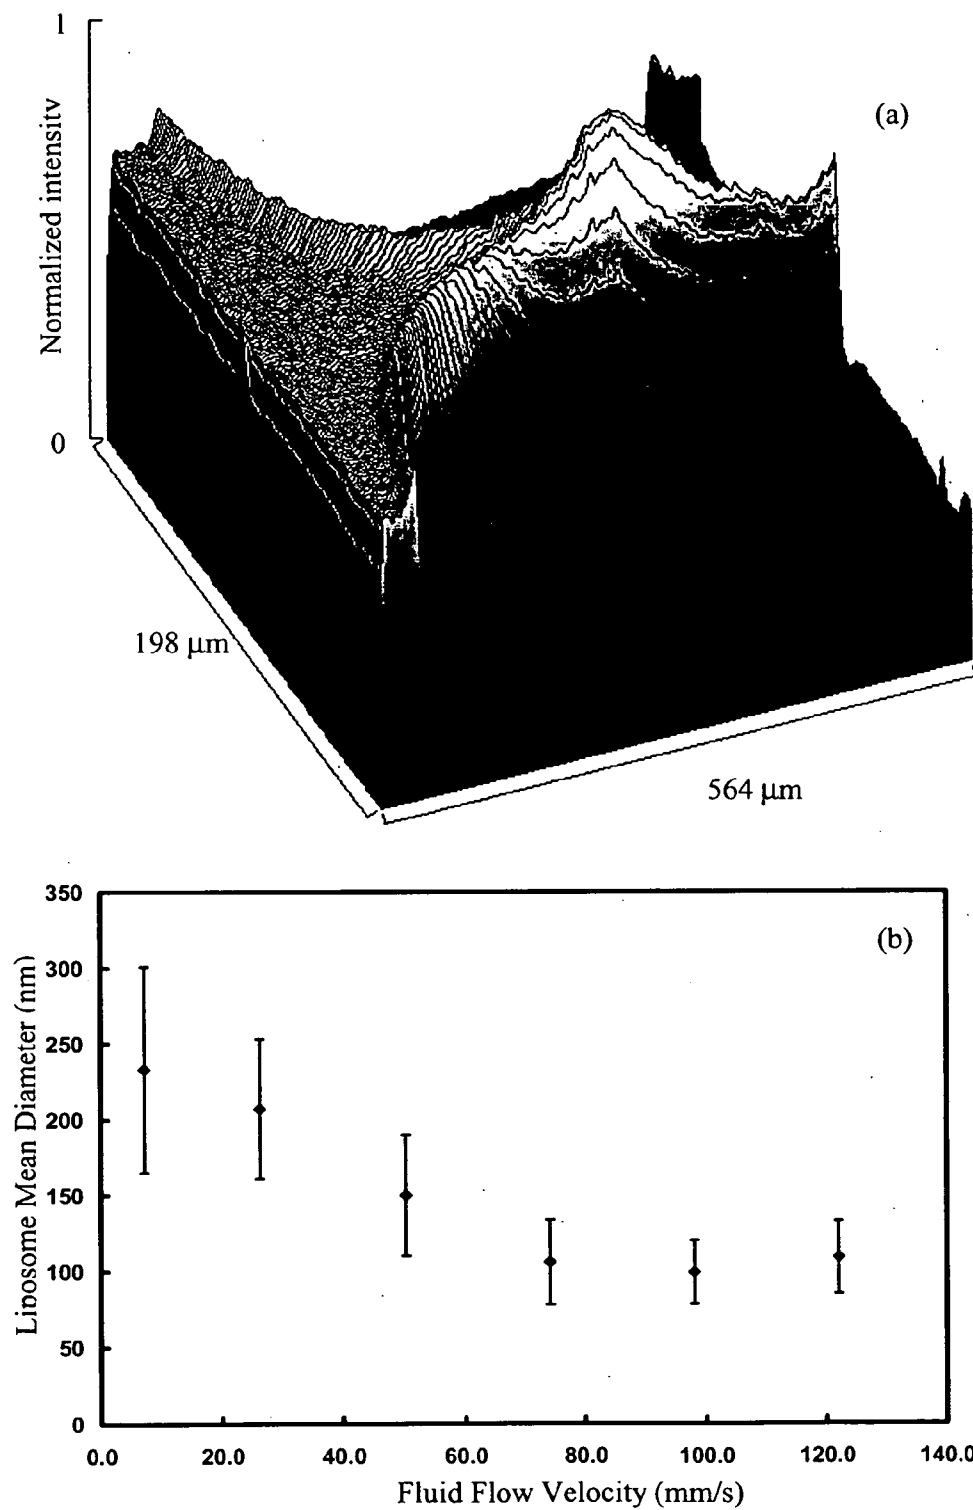 1
(a)
Normalized intensity
0
198 μm
564 μm
350
(b)
300
250
200
150
100
50
0
Liposome Mean Diameter (nm)
0.0 20.0 40.0 60.0 80.0 100.0 120.0 140.0
Fluid Flow Velocity (mm/s)